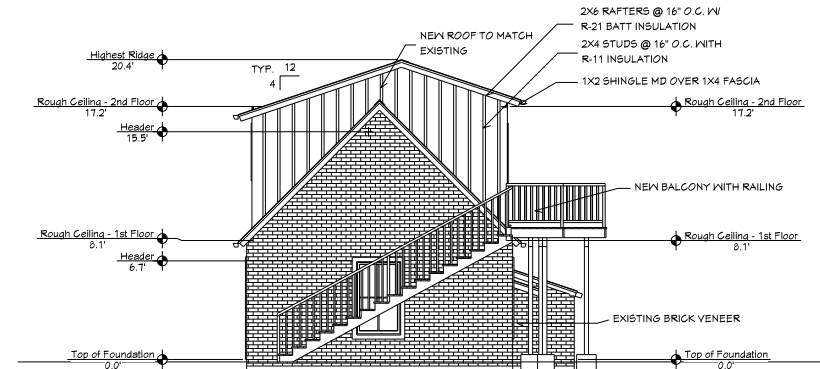 2X6 RAFTERS @ 16" O.C. W/
R-21 BATT INSULATION
NEW ROOF TO MATCH
EXISTING
2X4 STUDS @ 16" O.C. WITH
R-11 INSULATION
Highest Ridge
20.4'
TYP. 12
4
1X2 SHINGLE MD OVER 1X4 FASCIA
Rough Ceiling - 2nd Floor
17.2'
Rough Ceiling - 2nd Floor
17.2'
Header
15.5'
NEW BALCONY WITH RAILING
Rough Ceiling - 1st Floor
8.1'
Rough Ceiling - 1st Floor
8.1'
Header
6.7'
EXISTING BRICK VENEER
Top of Foundation
0.0'
Top of Foundation
0.0'